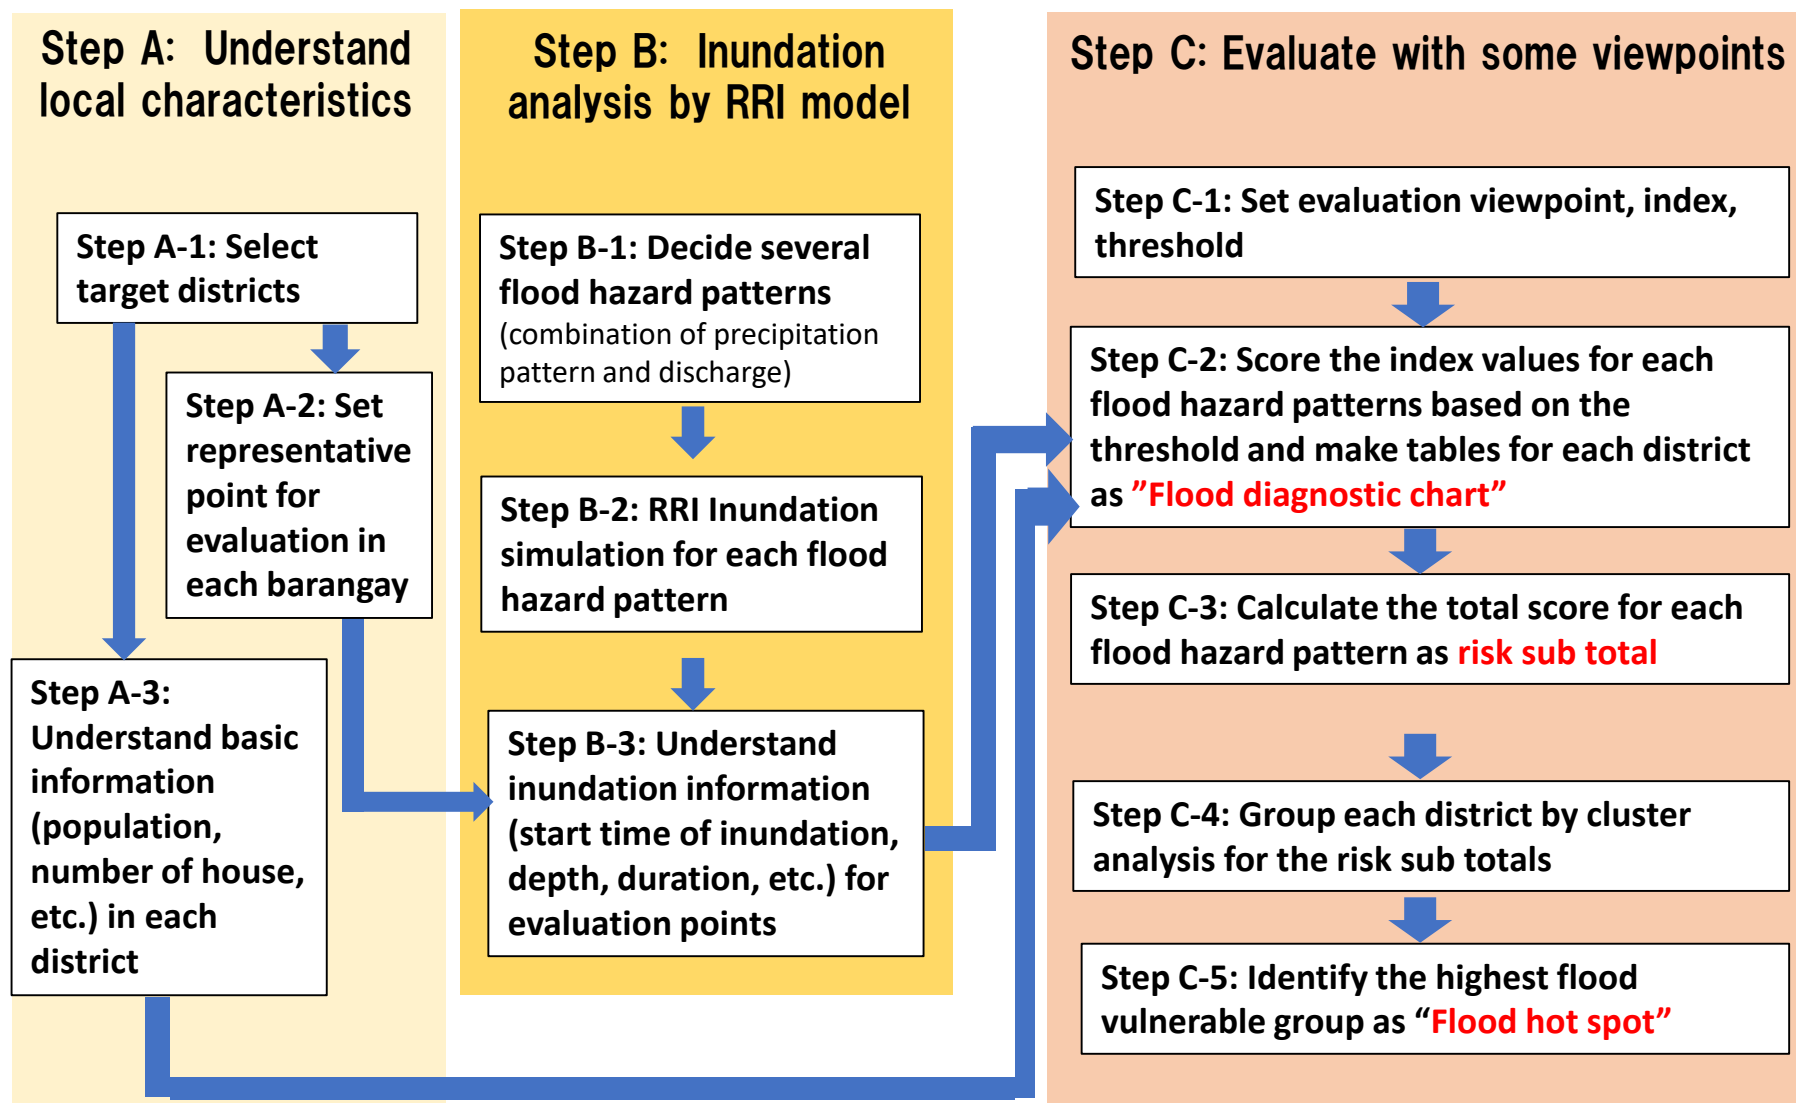 Step A: Understand
local characteristics
Step A-1: Select
target districts
Step A-2: Set
representative
point for
evaluation in
each barangay
Step A-3:
Understand basic
information
(population,
number of house,
etc.) in each
district
Step B: Inundation
analysis by RRI model
Step B-1: Decide several
flood hazard patterns
(combination of precipitation
pattern and discharge)
Step B-2: RRI Inundation
simulation for each flood
hazard pattern
Step B-3: Understand
inundation information
(start time of inundation,
depth, duration, etc.) for
evaluation points
Step C: Evaluate with some viewpoints
Step C-1: Set evaluation viewpoint, index,
threshold
Step C-2: Score the index values for each
flood hazard patterns based on the
threshold and make tables for each district
as ”Flood diagnostic chart”
Step C-3: Calculate the total score for each
flood hazard pattern as risk sub total
Step C-4: Group each district by cluster
analysis for the risk sub totals
Step C-5: Identify the highest flood
vulnerable group as “Flood hot spot”